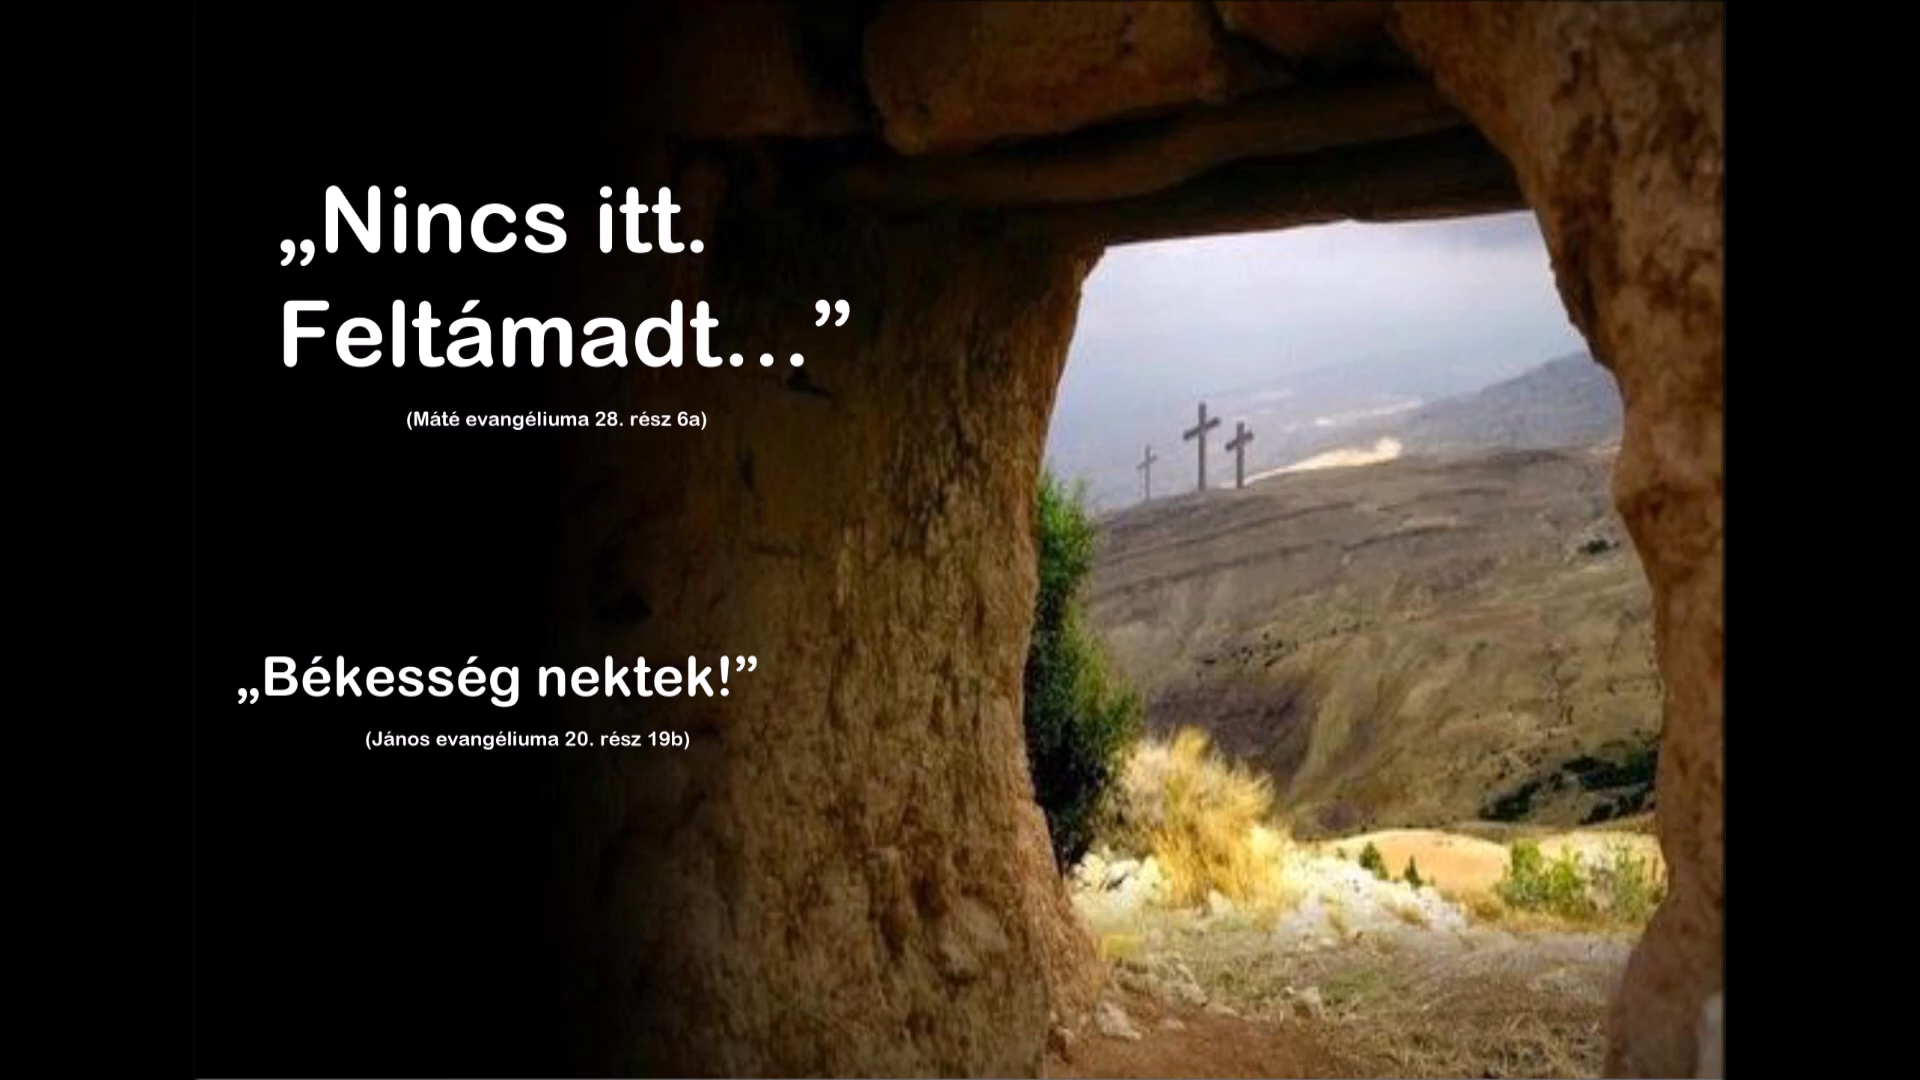 „Nincs itt.
Feltámadt…”
(Máté evangéliuma 28. rész 6a)
„Békesség nektek!”
(János evangéliuma 20. rész 19b)